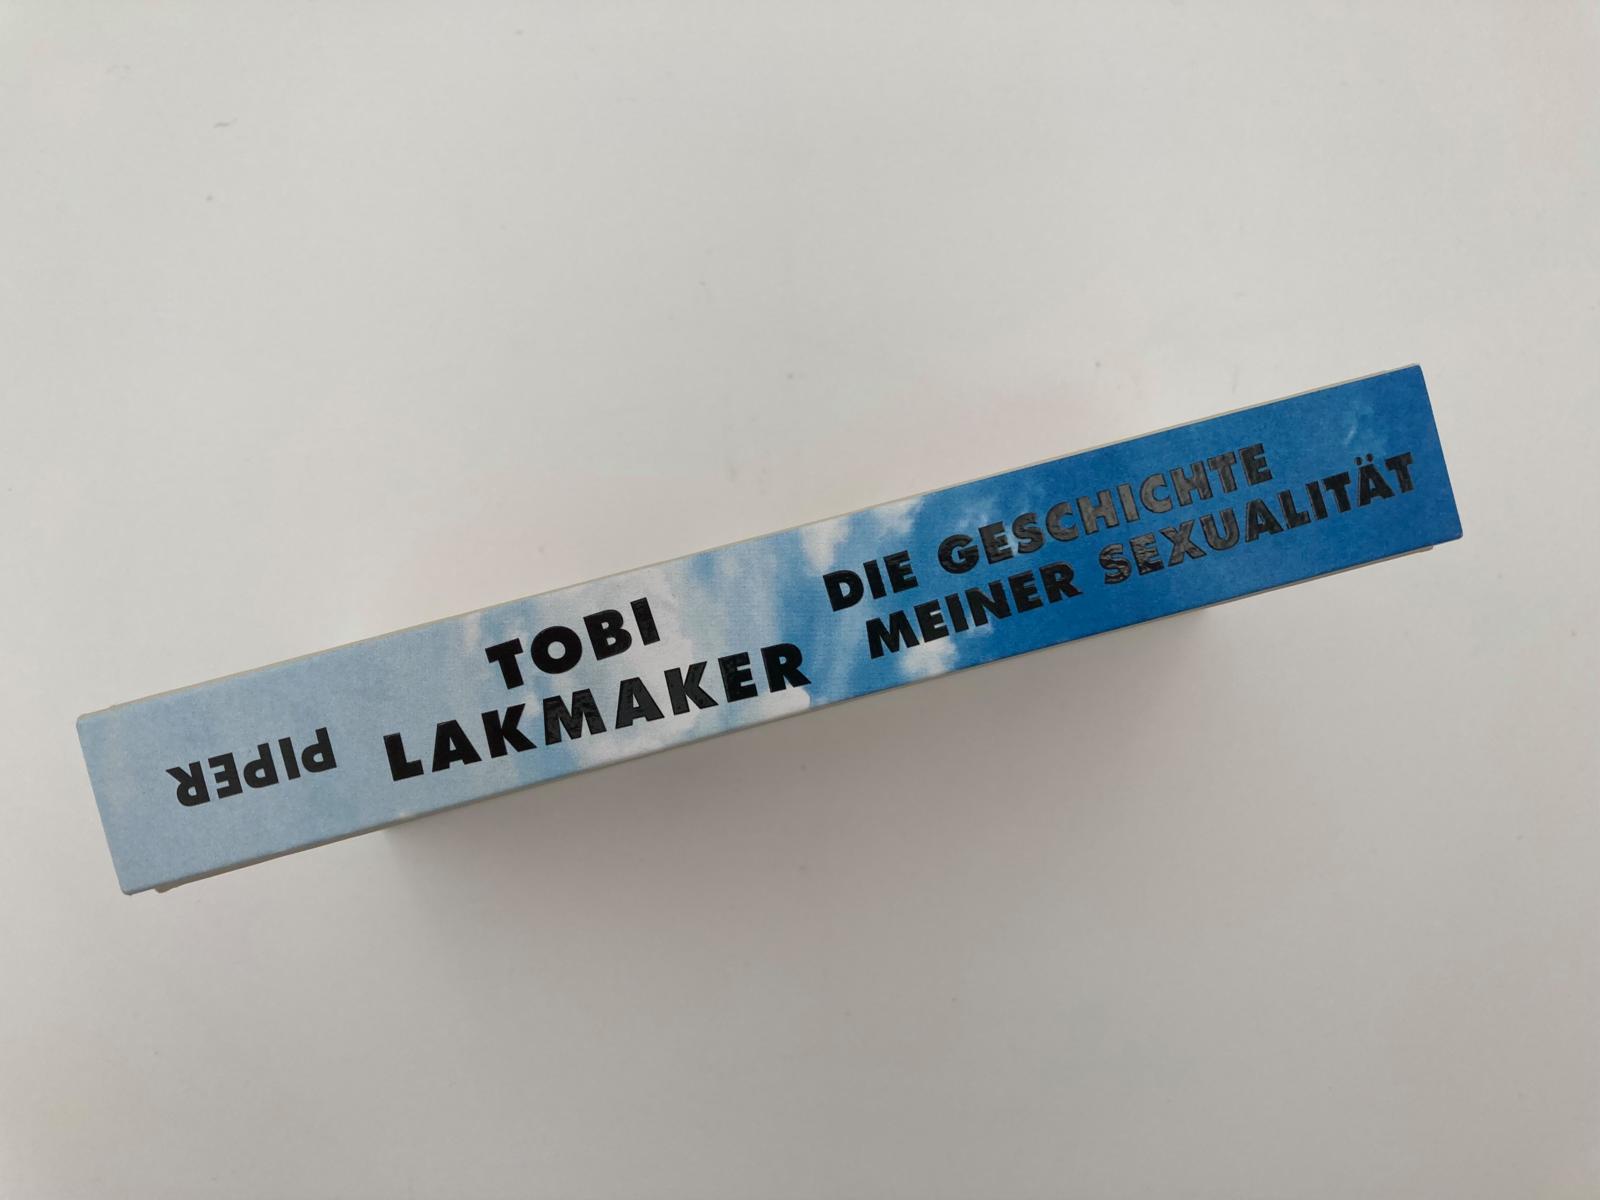 TOBI
LAKMAKER
DIE GESCHICHTE
MEINER SEXUALITÄT
PIPER